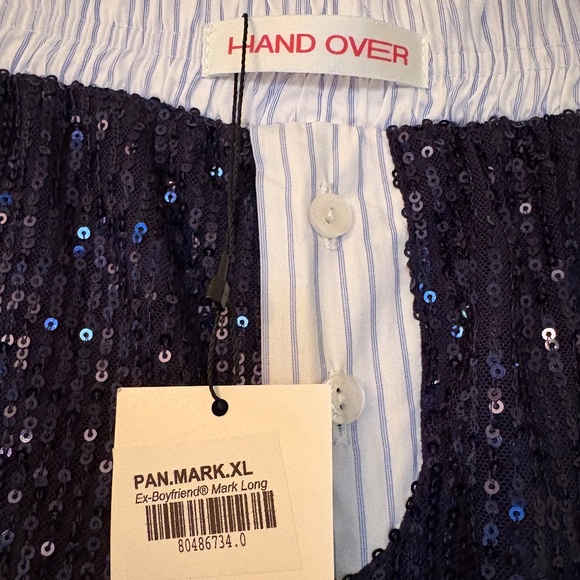 HAND OVER
PAN.MARK.XL
Ex-Boyfriend® Mark Long
80486734.0